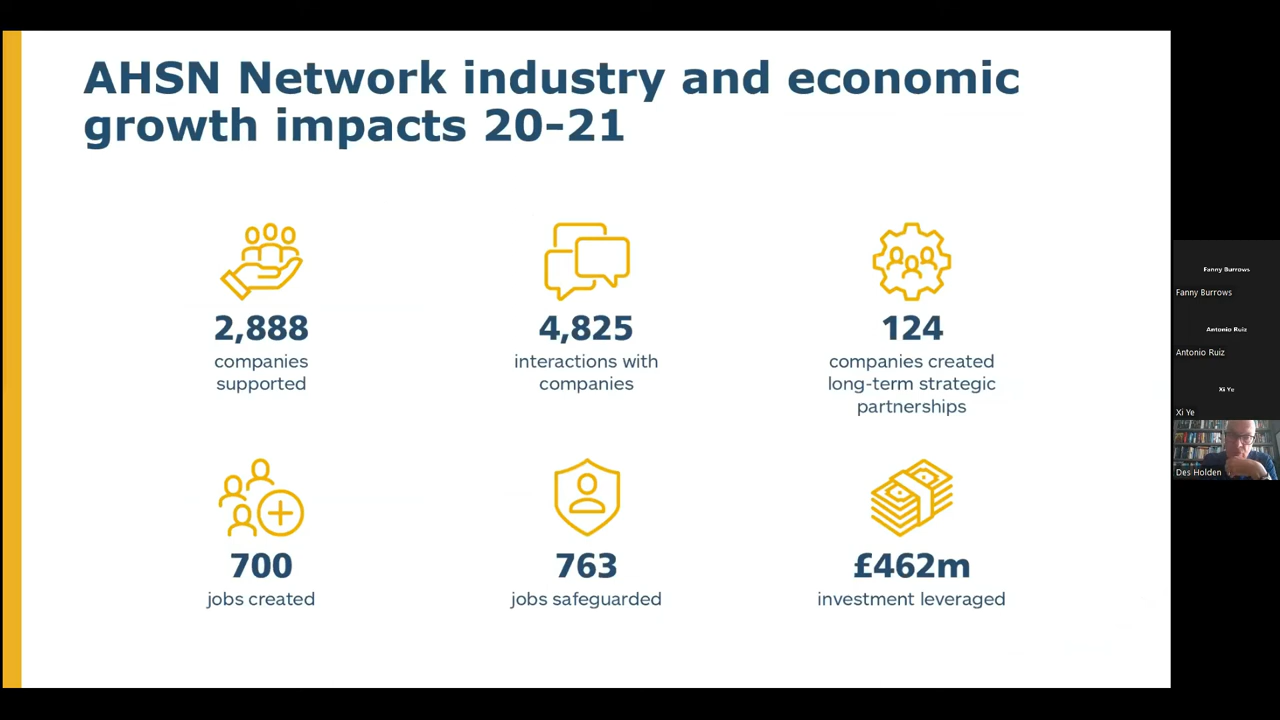 AHSN Network industry and economic
growth impacts 20-21
2,888
companies
supported
4,825
interactions with
companies
124
companies created
long-term strategic
partnerships
700
jobs created
763
jobs safeguarded
£462m
investment leveraged
Fanny Burrows
Fanny Burrows
Antonio Ruiz
Antonio Ruiz
Xi Ye
Xi Ye
Des Holden